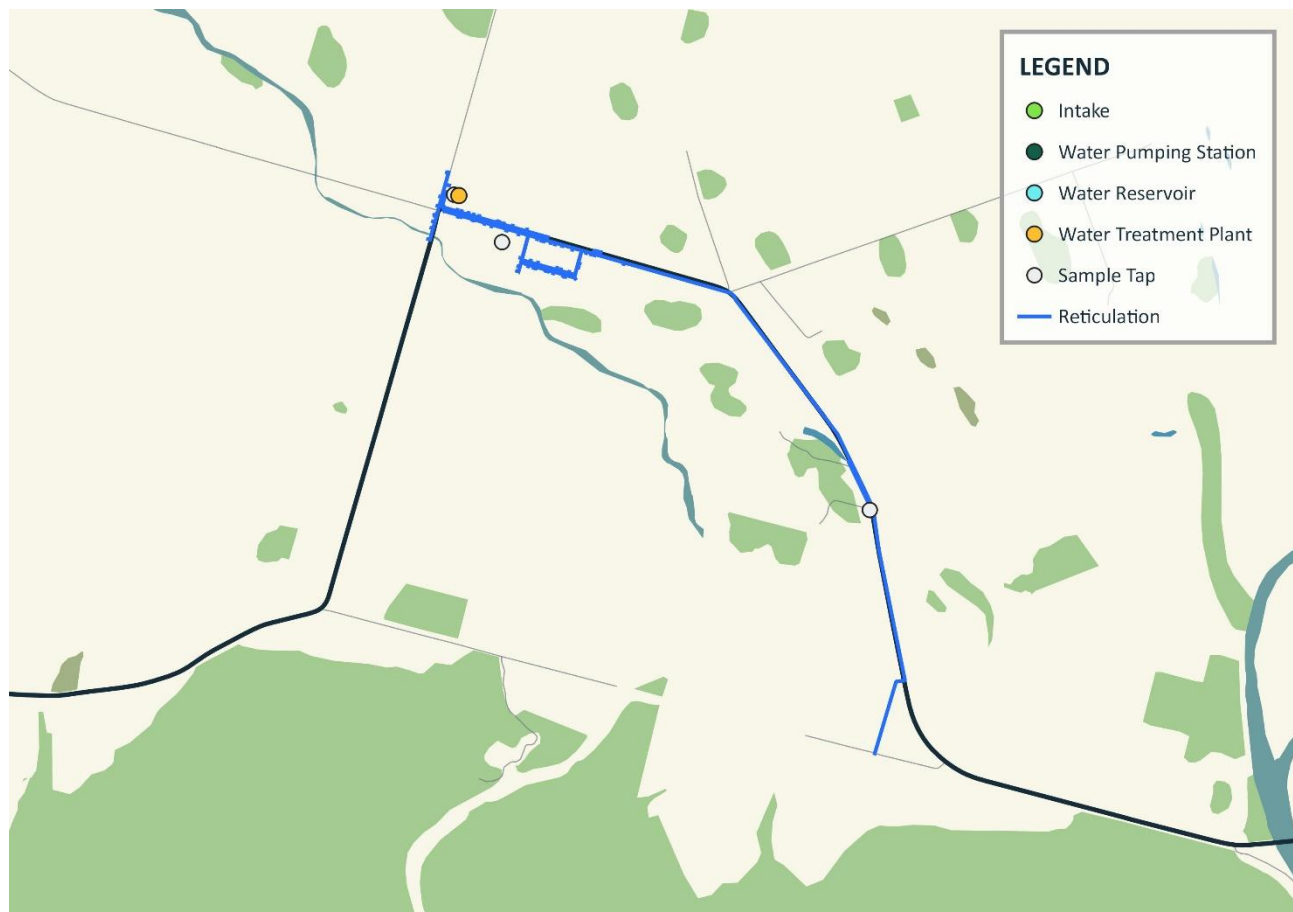 LEGEND
Intake
Water Pumping Station
Water Reservoir
Water Treatment Plant
Sample Tap
Reticulation